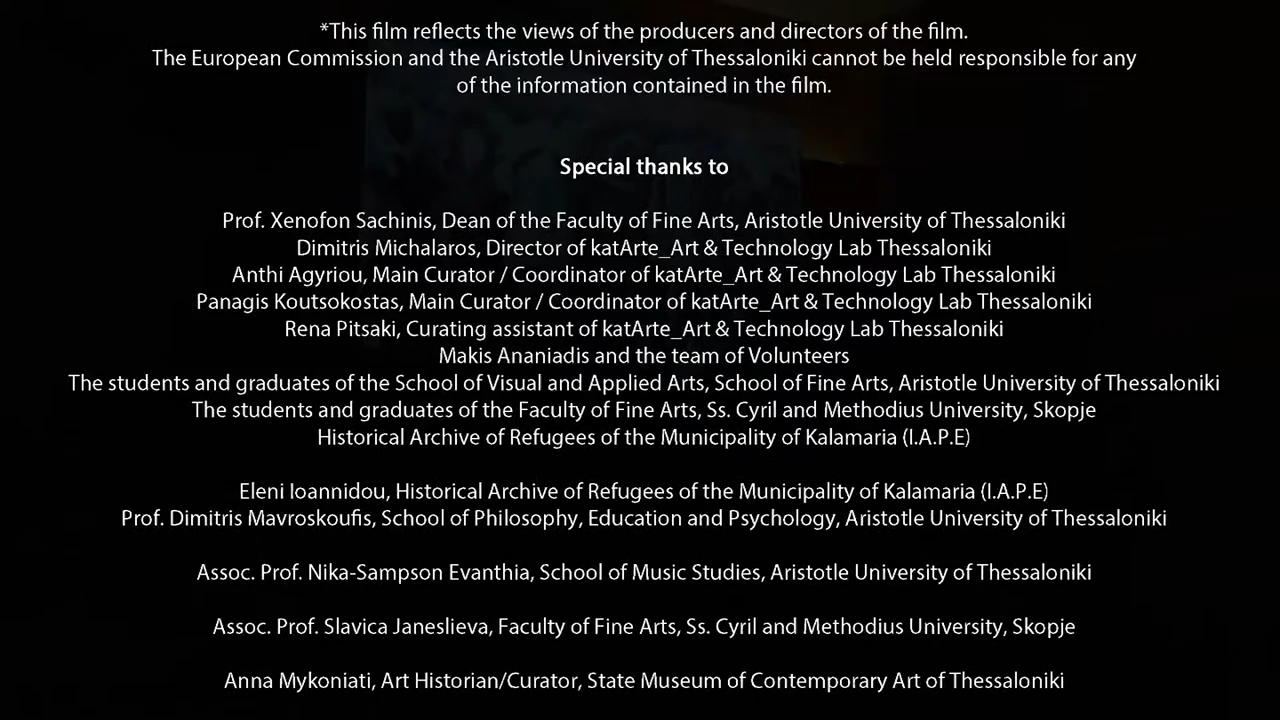 *This film reflects the views of the producers and directors of the film.
The European Commission and the Aristotle University of Thessaloniki cannot be held responsible for any
of the information contained in the film.
Special thanks to
Prof. Xenofon Sachinis, Dean of the Faculty of Fine Arts, Aristotle University of Thessaloniki
Dimitris Michalaros, Director of katArte_Art & Technology Lab Thessaloniki
Anthi Agyriou, Main Curator / Coordinator of katArte_Art & Technology Lab Thessaloniki
Panagis Koutsokostas, Main Curator / Coordinator of katArte_Art & Technology Lab Thessaloniki
Rena Pitsaki, Curating assistant of katArte_Art & Technology Lab Thessaloniki
Makis Ananiadis and the team of Volunteers
The students and graduates of the School of Visual and Applied Arts, School of Fine Arts, Aristotle University of Thessaloniki
The students and graduates of the Faculty of Fine Arts, Ss. Cyril and Methodius University, Skopje
Historical Archive of Refugees of the Municipality of Kalamaria (I.A.P.E)
Eleni Ioannidou, Historical Archive of Refugees of the Municipality of Kalamaria (I.A.P.E)
Prof. Dimitris Mavroskoufis, School of Philosophy, Education and Psychology, Aristotle University of Thessaloniki
Assoc. Prof. Nika-Sampson Evanthia, School of Music Studies, Aristotle University of Thessaloniki
Assoc. Prof. Slavica Janeslieva, Faculty of Fine Arts, Ss. Cyril and Methodius University, Skopje
Anna Mykoniati, Art Historian/Curator, State Museum of Contemporary Art of Thessaloniki